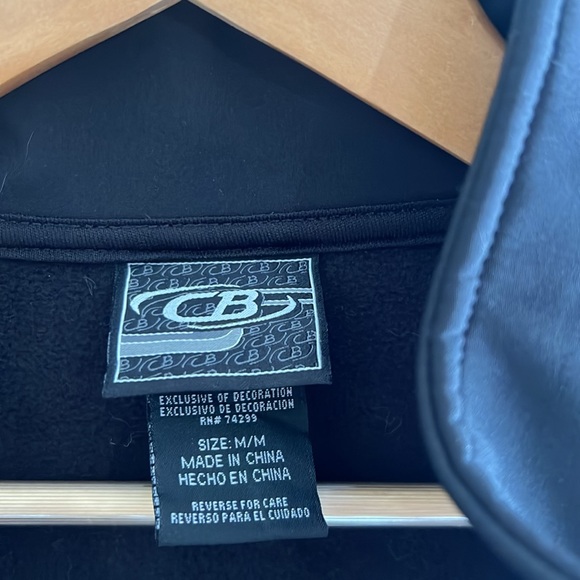 CB
EXCLUSIVE OF DECORATION
EXCLUSIVO DE DECORACION
RN# 74299
SIZE: M/M
MADE IN CHINA
HECHO EN CHINA
REVERSE FOR CARE
REVERSO PARA EL CUIDADO